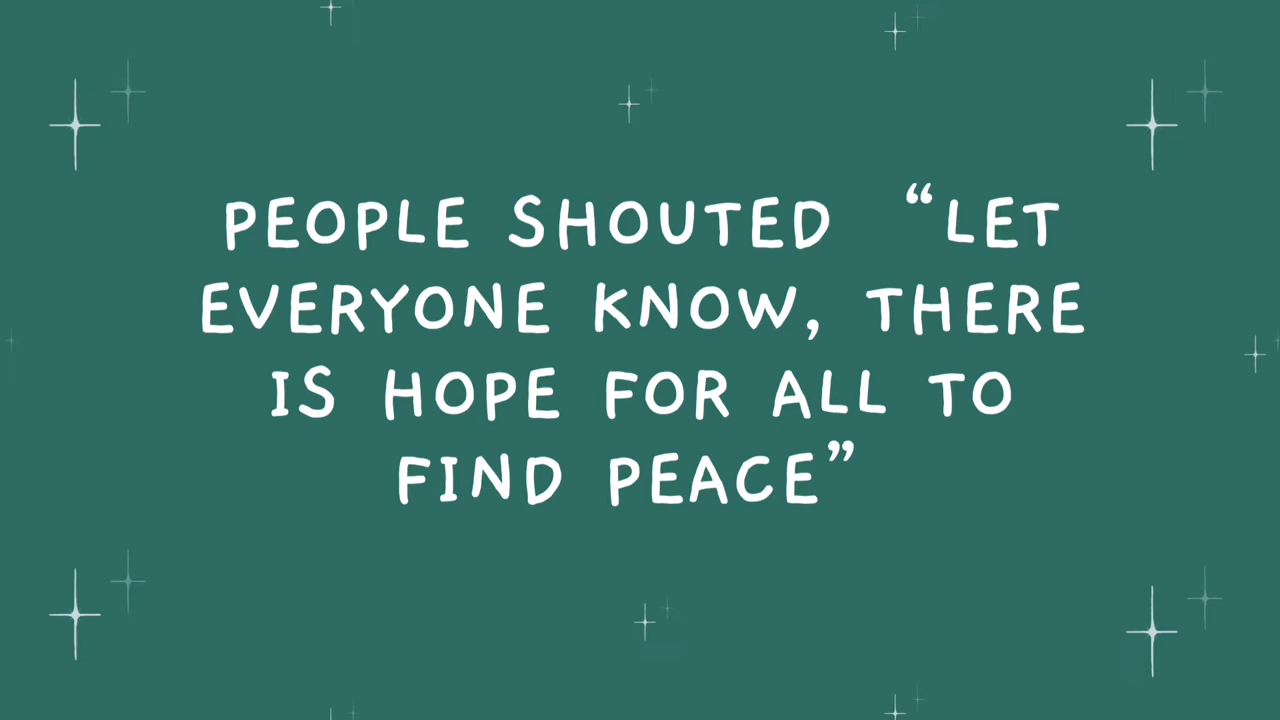 PEOPLE SHOUTED “LET
EVERYONE KNOW, THERE
IS HOPE FOR ALL TO
FIND PEACE”